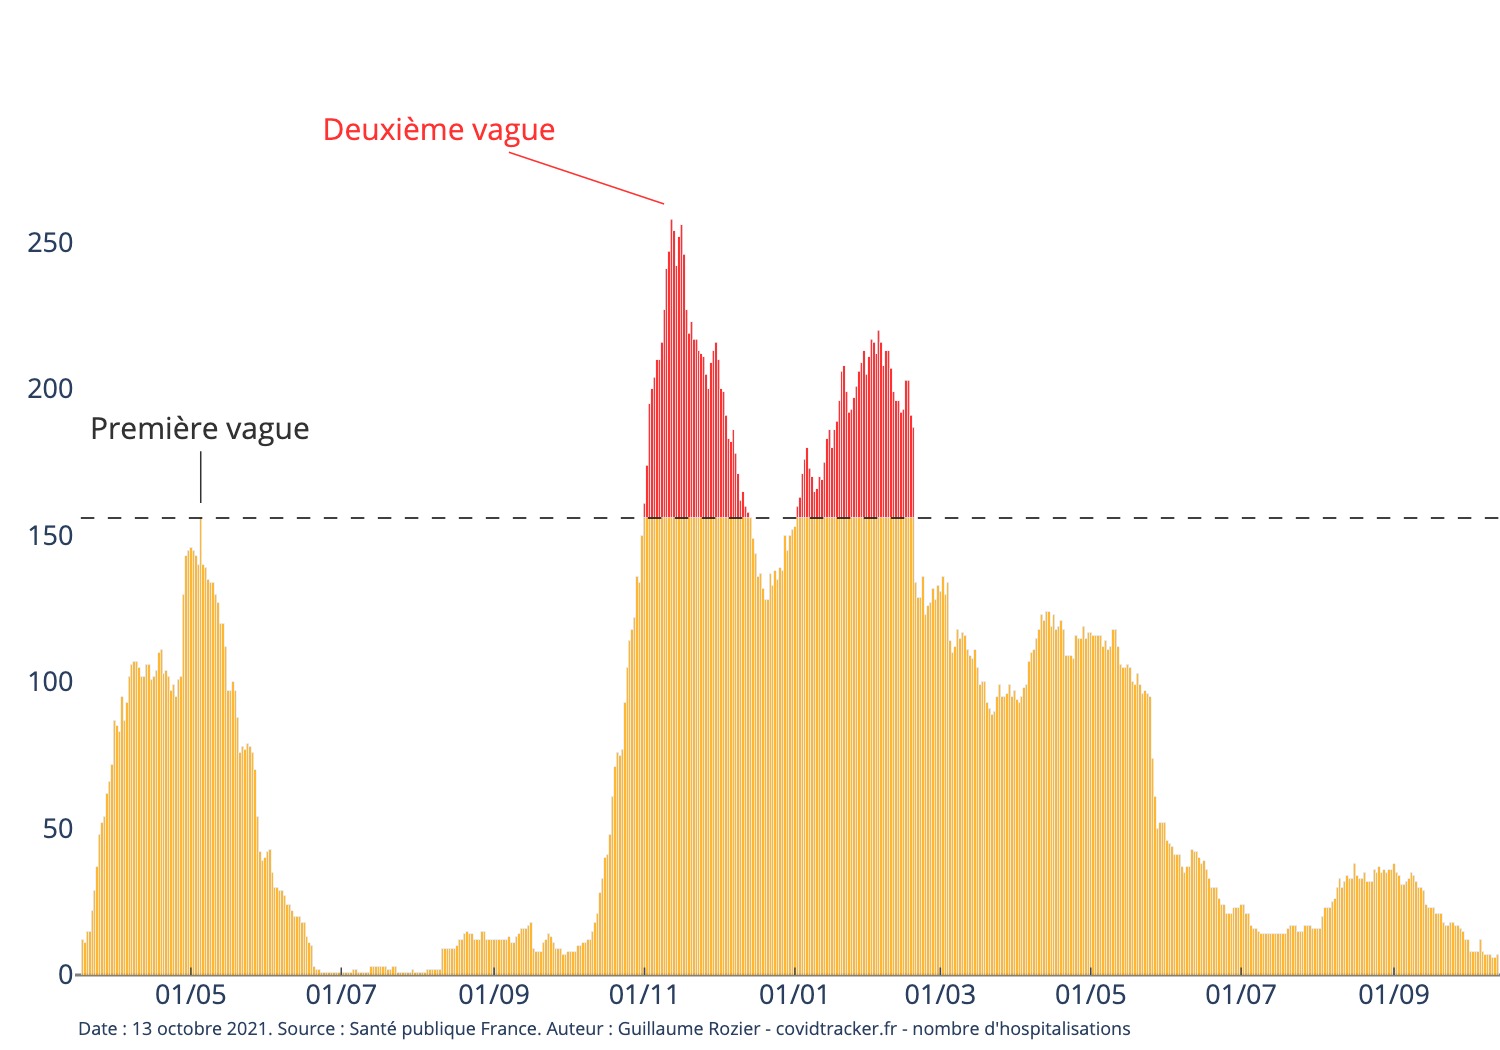 Deuxième vague
250
200
Première vague
150
100
50
0
01/05 01/07 01/09 01/11 01/01 01/03 01/05 01/07 01/09
Date : 13 octobre 2021. Source : Santé publique France. Auteur : Guillaume Rozier - covidtracker.fr - nombre d'hospitalisations